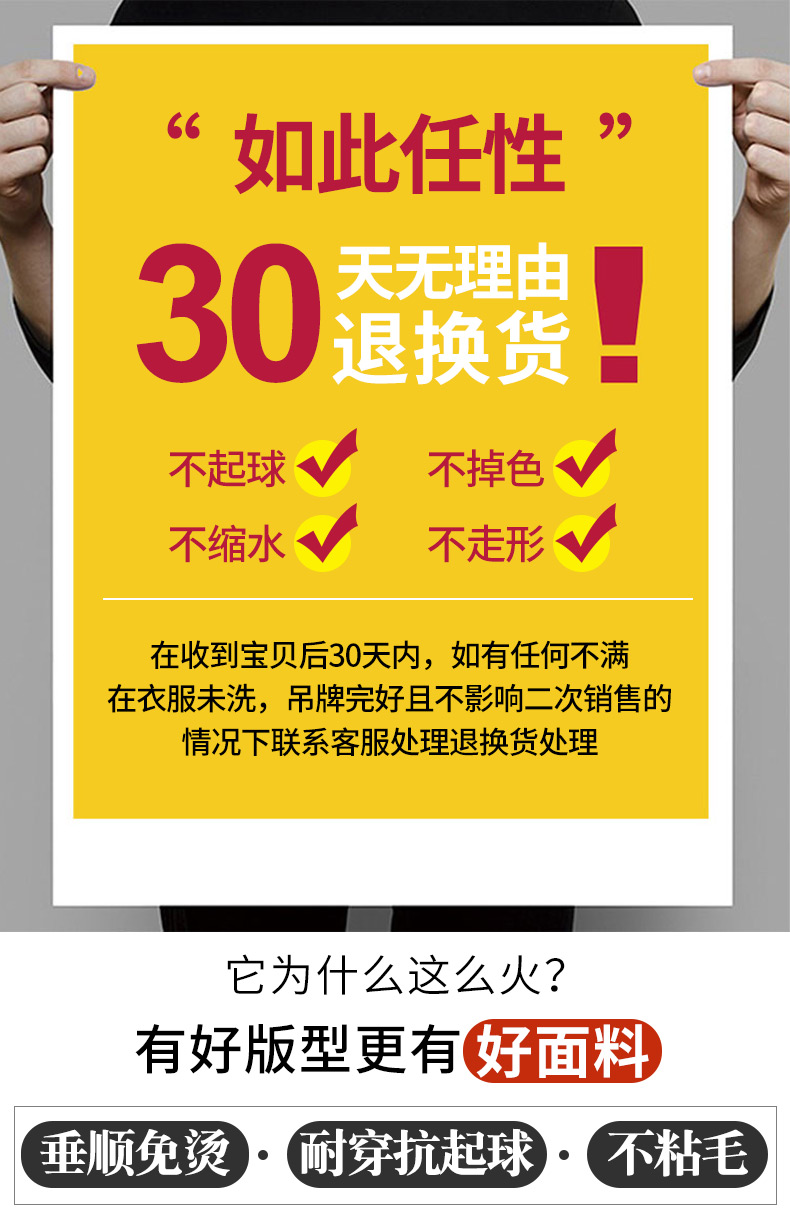 “如此任性”
30天无理由退换货！
不起球 不掉色
不缩水 不走形
在收到宝贝后30天内，如有任何不满
在衣服未洗，吊牌完好且不影响二次销售的
情况下联系客服处理退换货处理
它为什么这么火？
有好版型更有好面料
垂顺免烫·耐穿抗起球·不粘毛